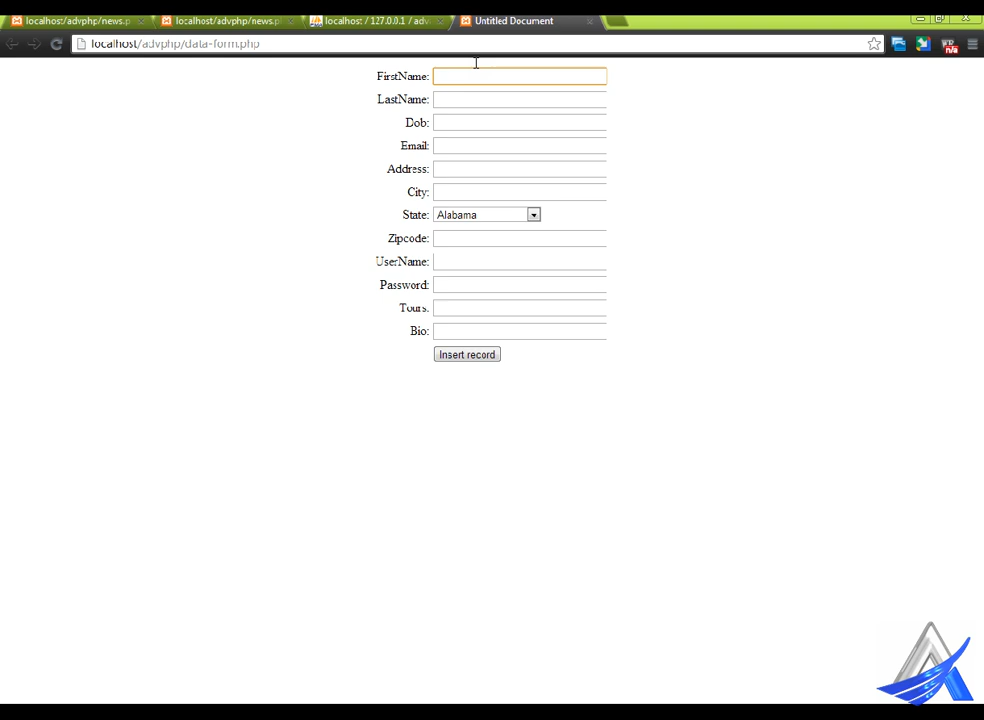 localhost/advphp/news.p
localhost/advphp/news.p
localhost / 127.0.0.1 / adv
Untitled Document
localhost/advphp/data-form.php
n/a
FirstName:
LastName:
Dob:
Email:
Address:
City:
State: Alabama
Zipcode:
UserName:
Password:
Tours:
Bio:
Insert record